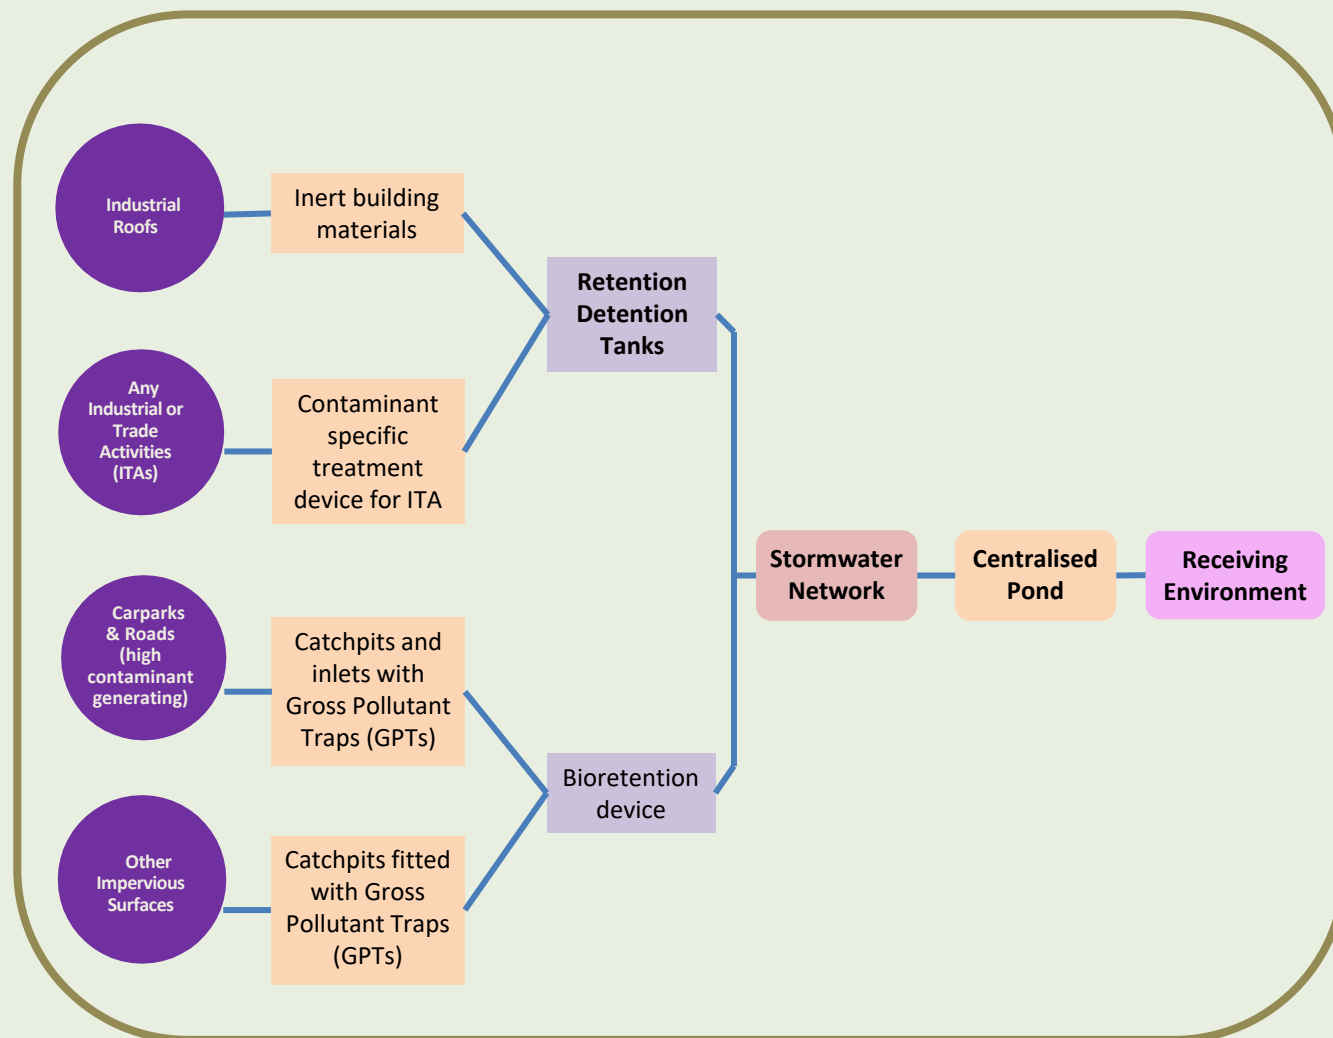 Industrial
Roofs
Inert building
materials
Retention
Detention
Tanks
Any
Industrial or
Trade
Activities
(ITAs)
Contaminant
specific
treatment
device for ITA
Stormwater
Network
Centralised
Pond
Receiving
Environment
Carparks
& Roads
(high
contaminant
generating)
Catchpits and
inlets with
Gross Pollutant
Traps (GPTs)
Bioretention
device
Other
Impervious
Surfaces
Catchpits fitted
with Gross
Pollutant Traps
(GPTs)